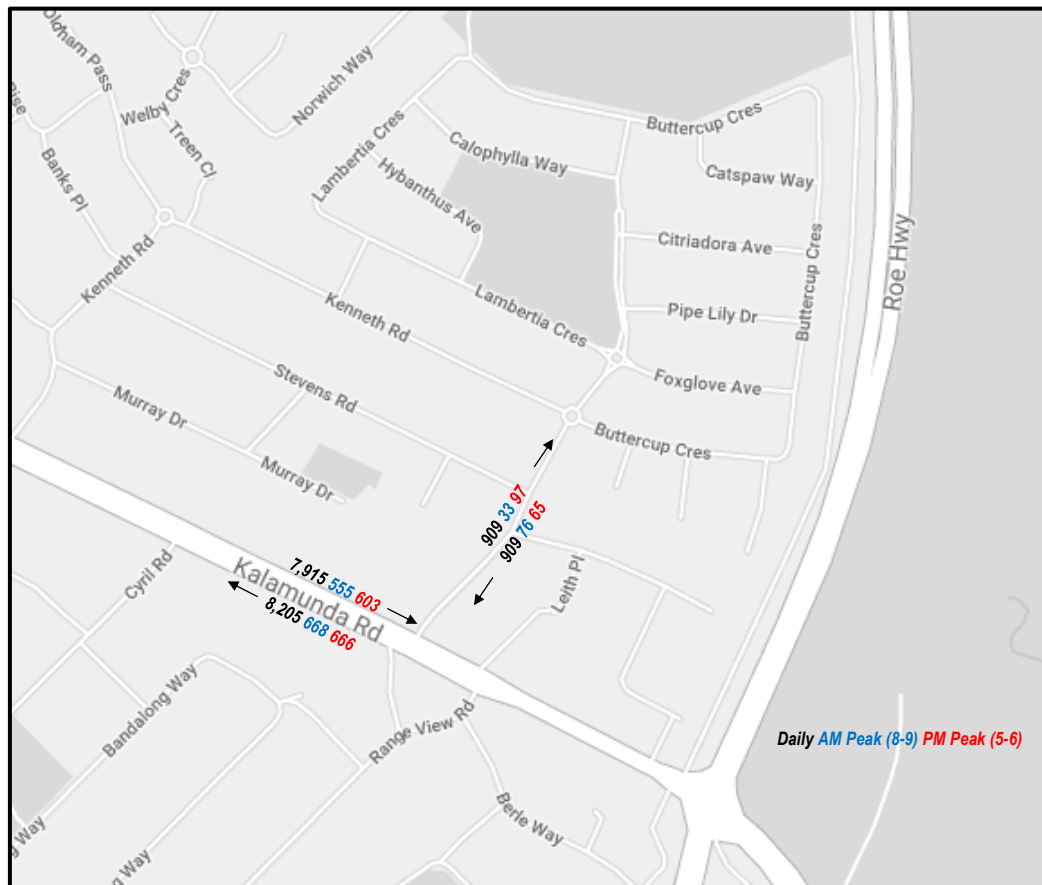 Oldham Pass
Welby Cres
Norwich Way
Rise
Treen Cl
Banks Pl
Lambertia Cres
Calophylla Way
Hybanthus Ave
Buttercup Cres
Catspaw Way
Citriadora Ave
Buttercup Cres
Roe Hwy
Kenneth Rd
Kenneth Rd
Lambertia Cres
Pipe Lily Dr
Stevens Rd
Foxglove Ave
Murray Dr
Buttercup Cres
Murray Dr
909 33 97
909 76 65
Cyril Rd
7,915 555 603
Kalamunda Rd
8,205 668 666
Leith Pl
Bandalong Way
Range View Rd
Daily AM Peak (8-9) PM Peak (5-6)
Berle Way
g Way
ng Way